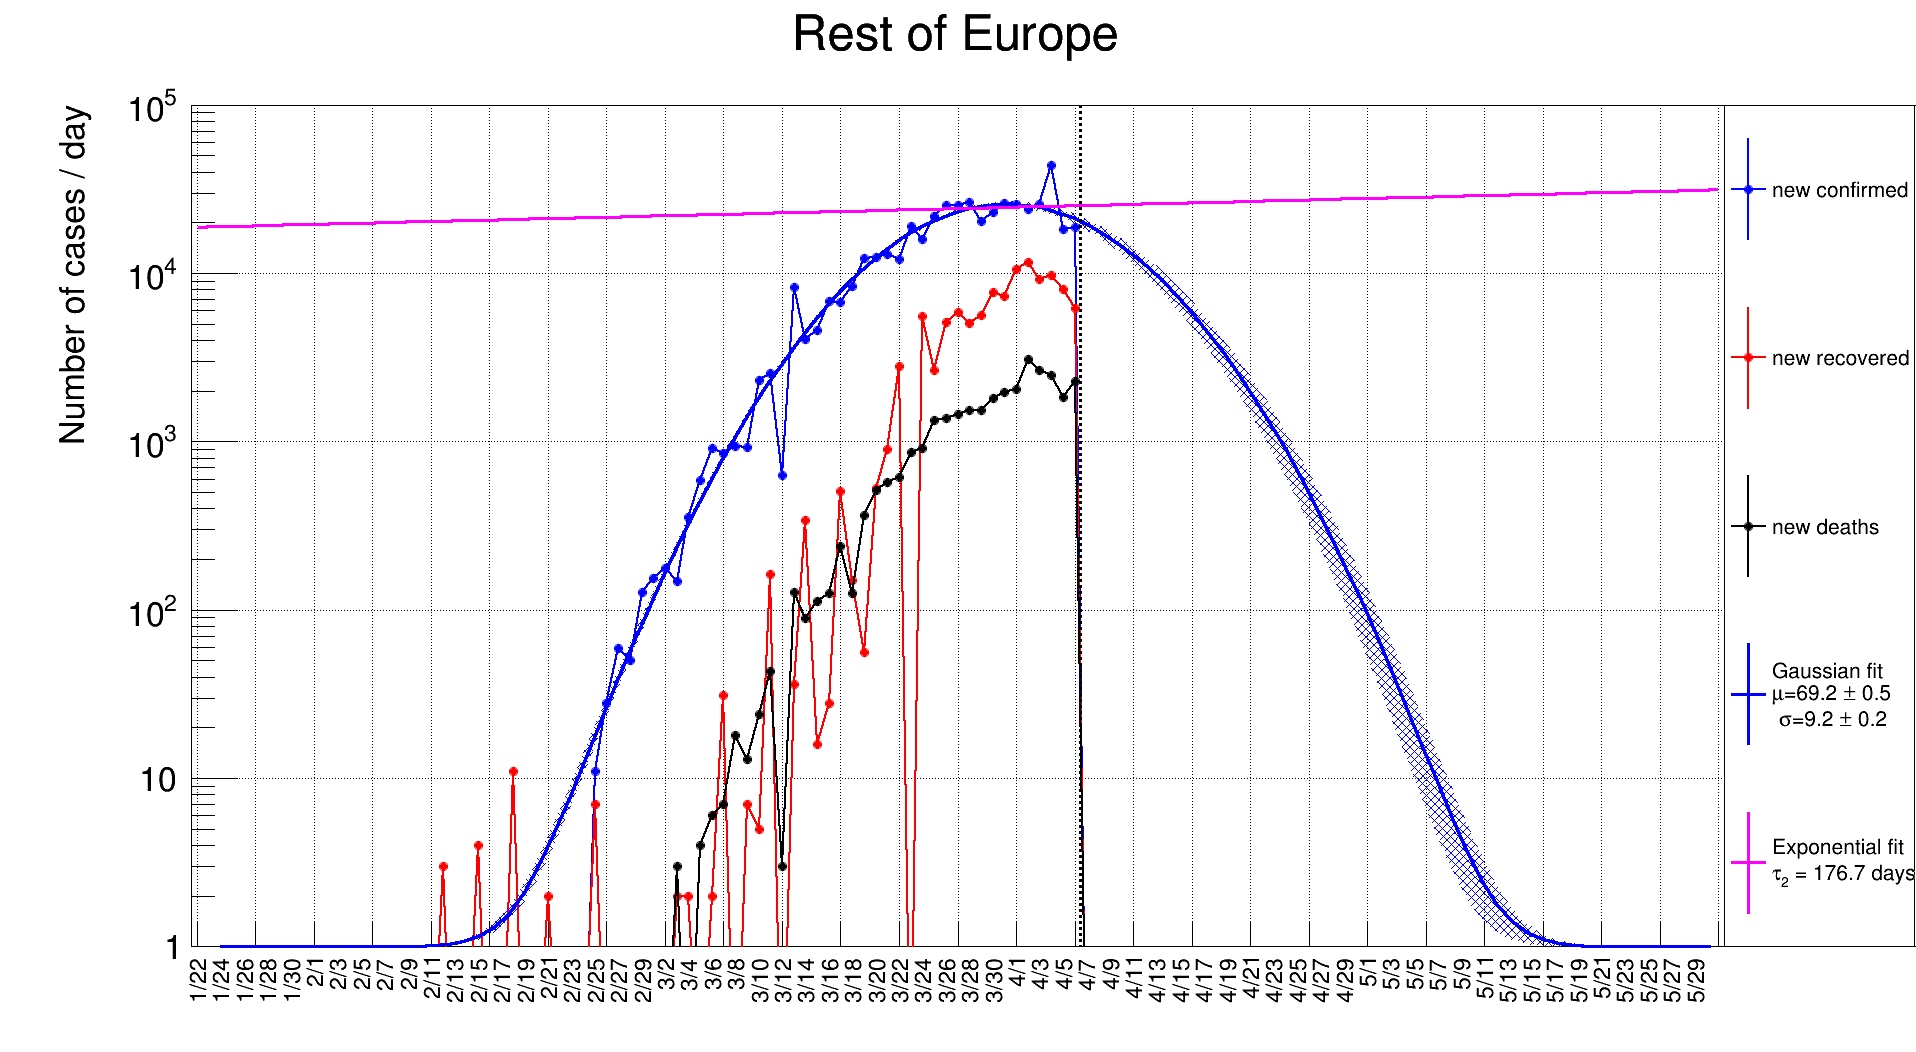 Rest of Europe
Number of cases / day
10^5
10^4
10^3
10^2
10
1
1/22 1/24 1/26 1/28 1/30 2/1 2/3 2/5 2/7 2/9 2/11 2/13 2/15 2/17 2/19 2/21 2/23 2/25 2/27 2/29 3/2 3/4 3/6 3/8 3/10 3/12 3/14 3/16 3/18 3/20 3/22 3/24 3/26 3/28 3/30 4/1 4/3 4/5 4/7 4/9 4/11 4/13 4/15 4/17 4/19 4/21 4/23 4/25 4/27 4/29 5/1 5/3 5/5 5/7 5/9 5/11 5/13 5/15 5/17 5/19 5/21 5/23 5/25 5/27 5/29
new confirmed
new recovered
new deaths
Gaussian fit
μ=69.2 ± 0.5
σ=9.2 ± 0.2
Exponential fit
τ₂ = 176.7 days